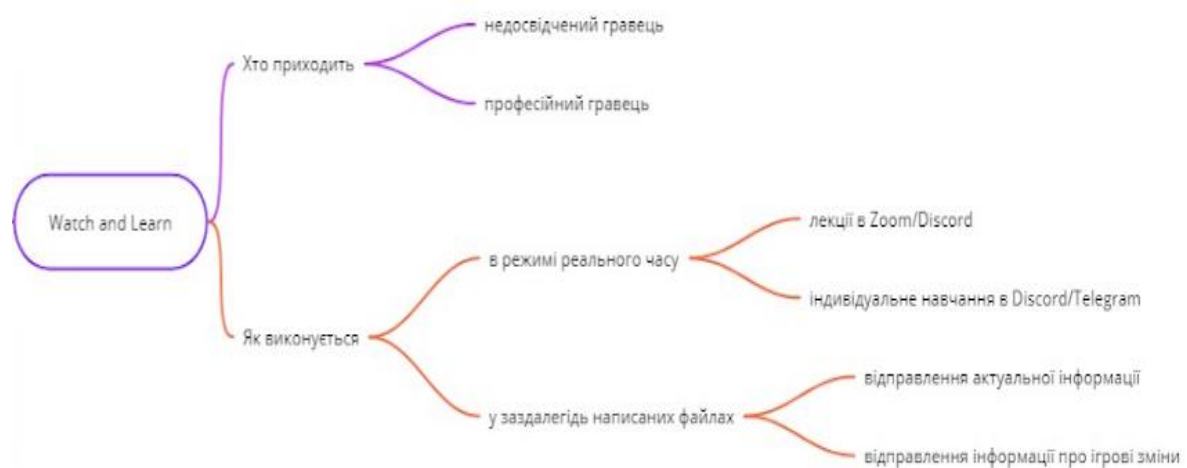 Watch and Learn
Хто приходить
недосвідчений гравець
професійний гравець
Як виконується
в режимі реального часу
лекції в Zoom/Discord
індивідуальне навчання в Discord/Telegram
у заздалегідь написаних файлах
відправлення актуальної інформації
відправлення інформації про ігрові зміни